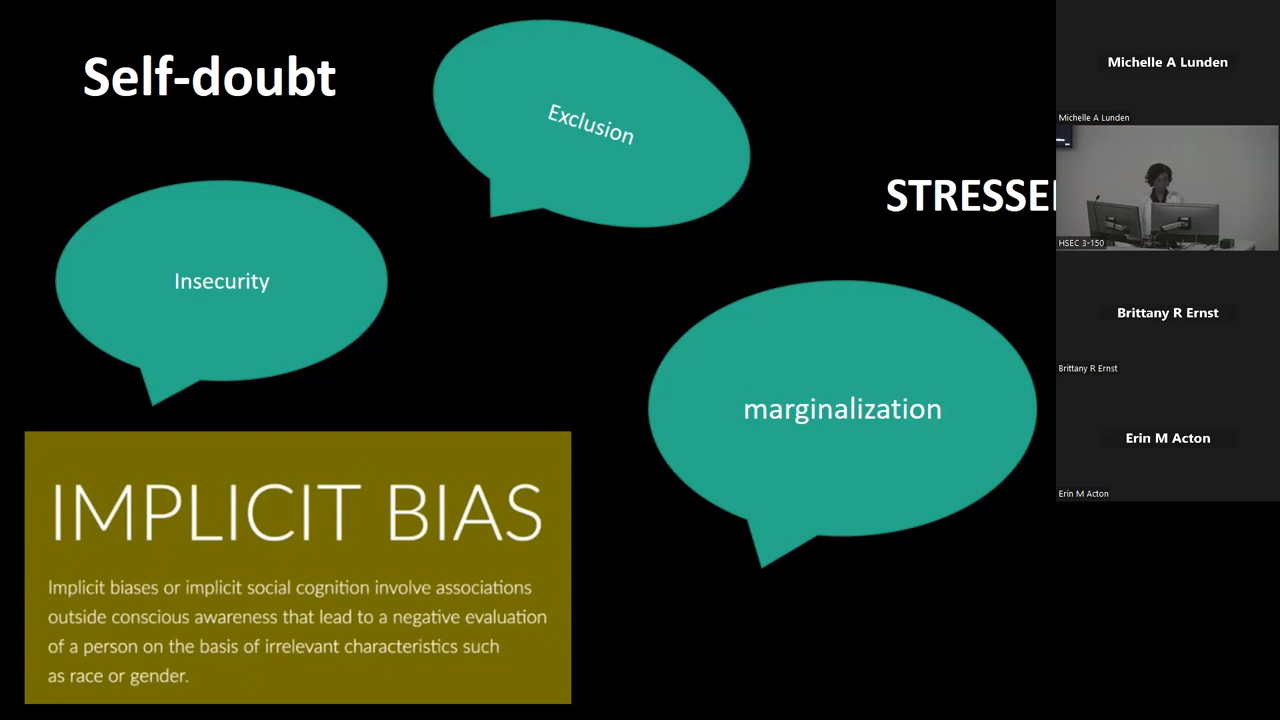 Self-doubt
Exclusion
STRESSE
Insecurity
marginalization
IMPLICIT BIAS
Implicit biases or implicit social cognition involve associations
outside conscious awareness that lead to a negative evaluation
of a person on the basis of irrelevant characteristics such
as race or gender.
Michelle A Lunden
Michelle A Lunden
HSEC 3-150
Brittany R Ernst
Brittany R Ernst
Erin M Acton
Erin M Acton